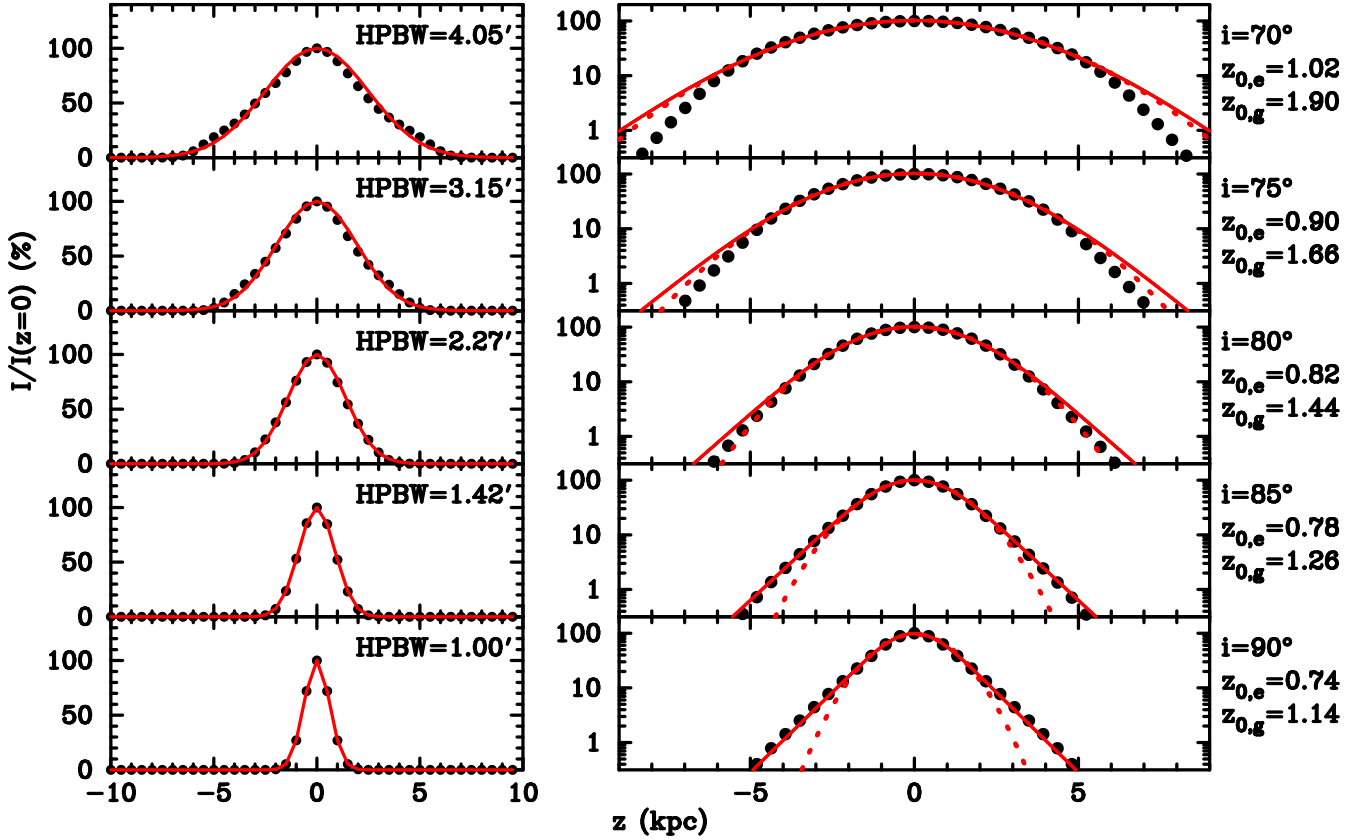 I/I(z=0) (%)
100
50
0
HPBW=4.05′
100
50
0
HPBW=3.15′
100
50
0
HPBW=2.27′
100
50
0
HPBW=1.42′
100
50
0
HPBW=1.00′
−10 −5 0 5 10
100
10
1
i=70°
z0,e=1.02
z0,g=1.90
100
10
1
i=75°
z0,e=0.90
z0,g=1.66
100
10
1
i=80°
z0,e=0.82
z0,g=1.44
100
10
1
i=85°
z0,e=0.78
z0,g=1.26
100
10
1
i=90°
z0,e=0.74
z0,g=1.14
−5 0 5
z (kpc)